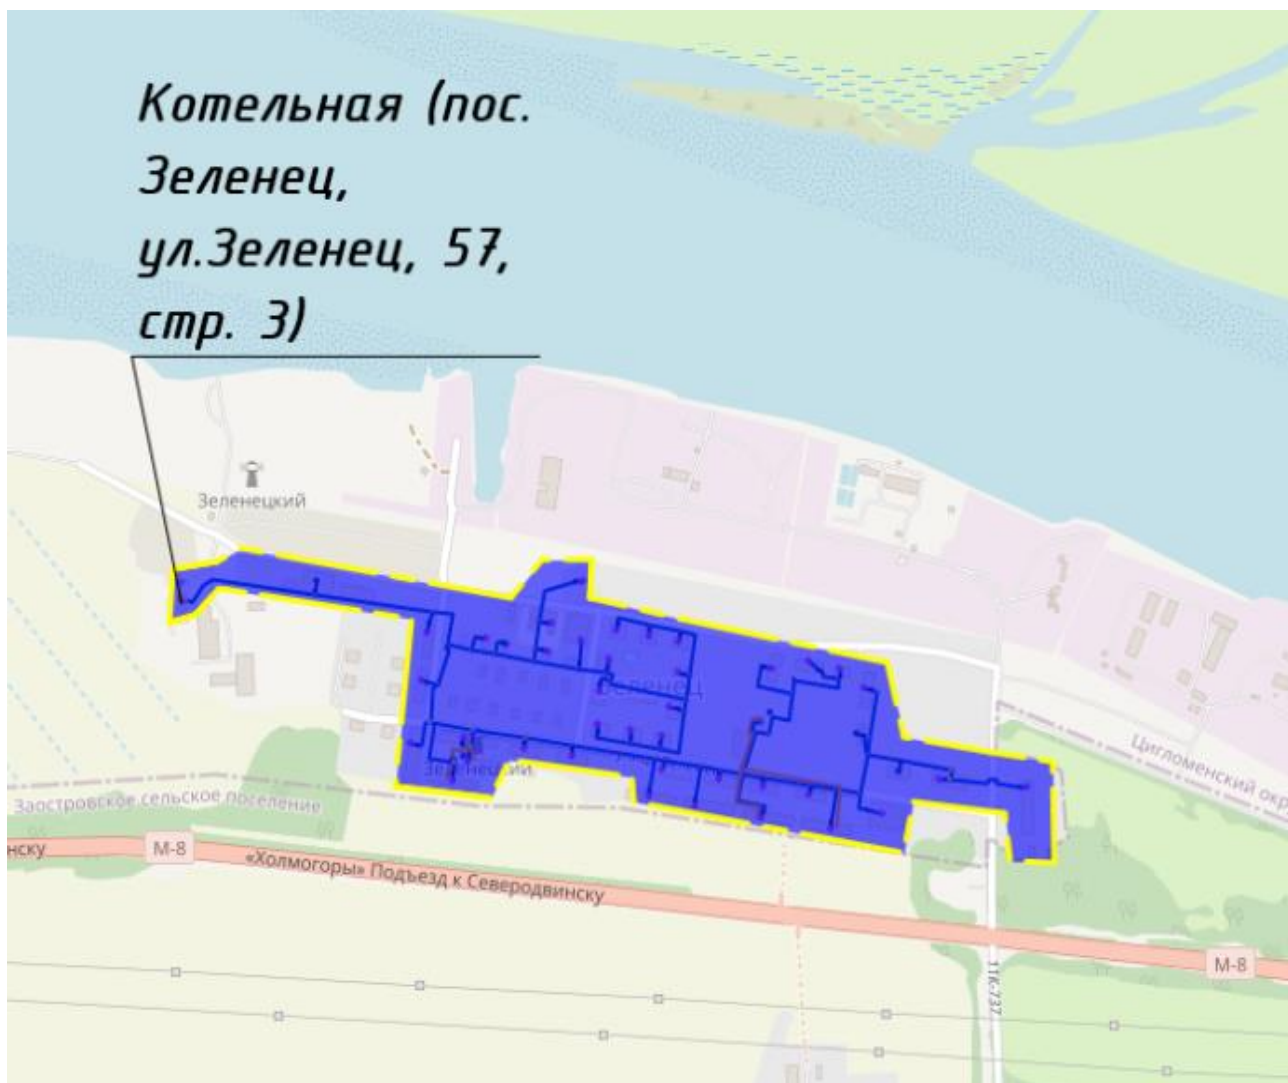 Котельная (пос.
Зеленец,
ул.Зеленец, 57,
стр. 3)
Зеленецкий
Зеленец
Зеленецкий
Цигломенский окр
Заостровское сельское поселение
нску
М-8
«Холмогоры» Подъезд к Северодвинску
М-8
11К-737